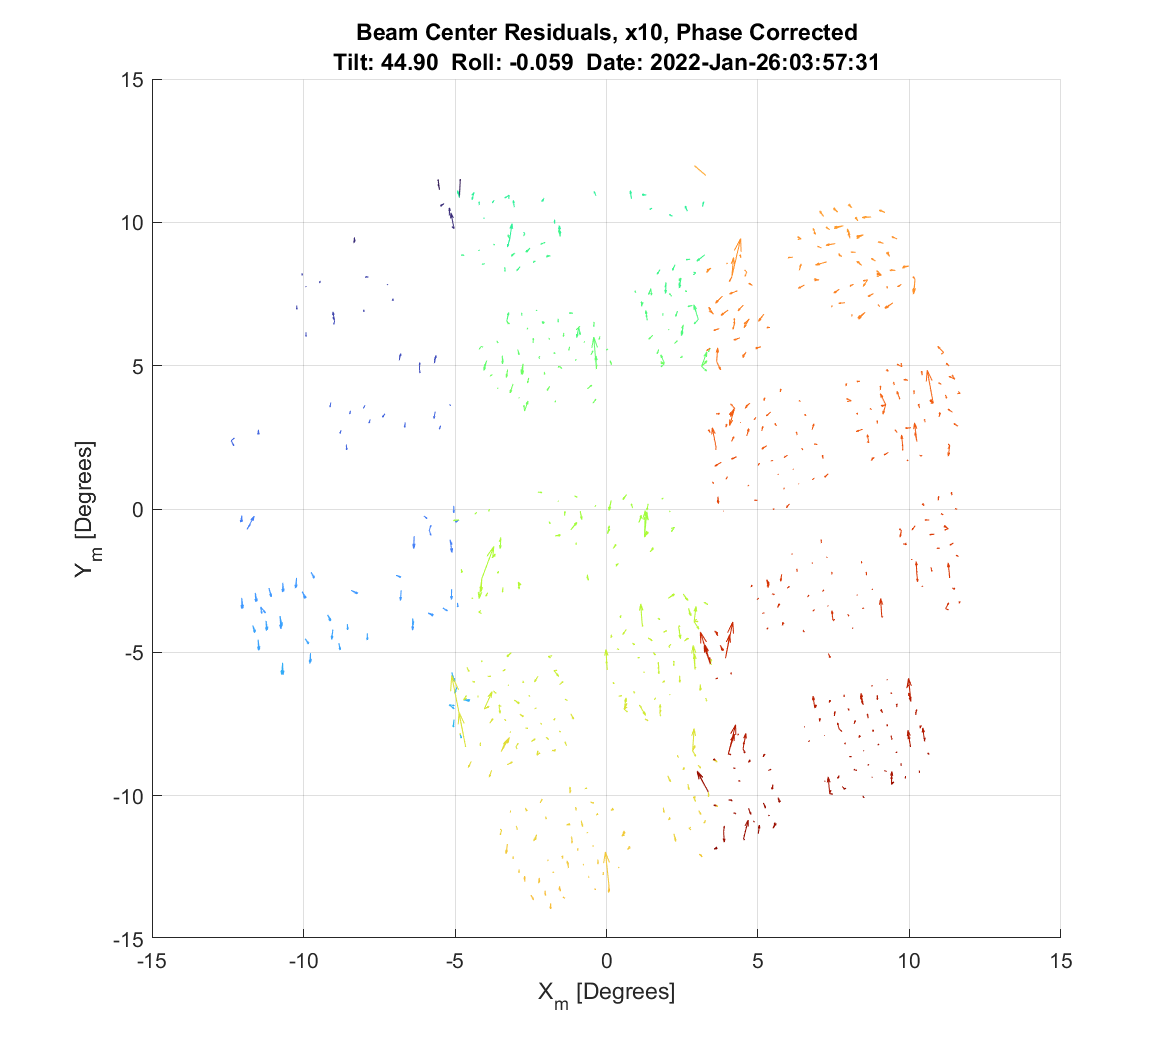 Beam Center Residuals, x10, Phase Corrected
Tilt: 44.90  Roll: -0.059  Date: 2022-Jan-26:03:57:31
15
10
5
0
-5
-10
-15
Y_m [Degrees]
-15 -10 -5 0 5 10 15
X_m [Degrees]